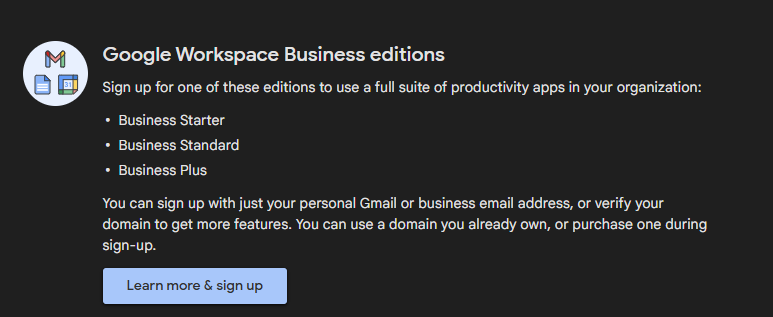 Google Workspace Business editions
Sign up for one of these editions to use a full suite of productivity apps in your organization:
• Business Starter
• Business Standard
• Business Plus
You can sign up with just your personal Gmail or business email address, or verify your
domain to get more features. You can use a domain you already own, or purchase one during
sign-up.
Learn more & sign up